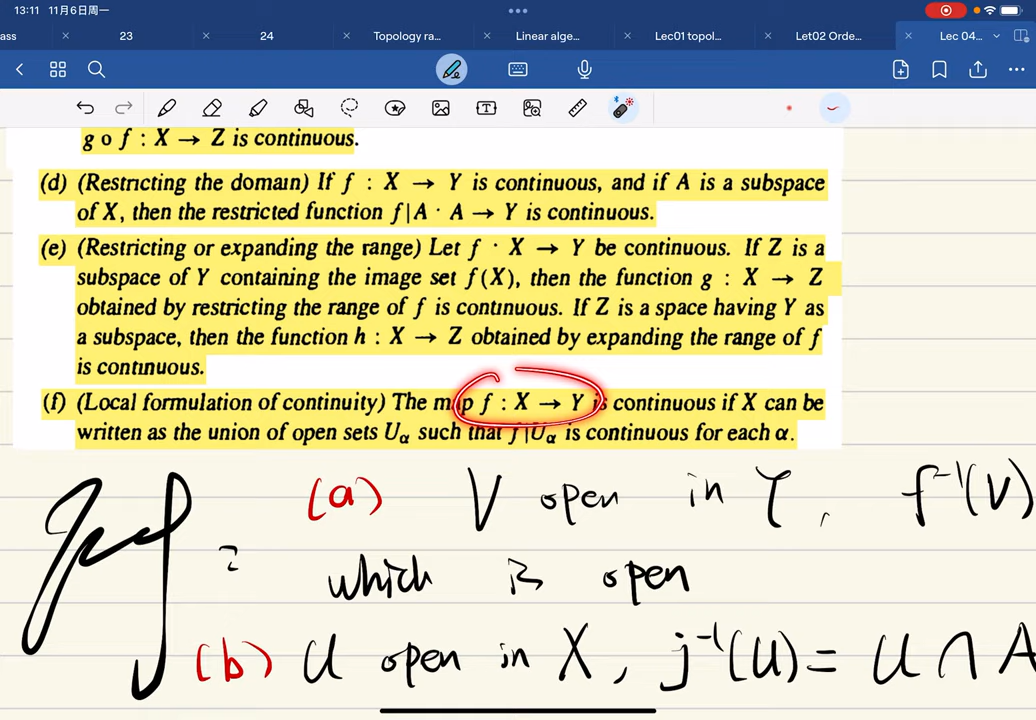 13:11 11月6日周一
ass 23 24 Topology ra... Linear alge... Lec01 topol... Let02 Orde... Lec 04...
g o f : X → Z is continuous.
(d) (Restricting the domain) If f : X → Y is continuous, and if A is a subspace
of X, then the restricted function f|A · A → Y is continuous.
(e) (Restricting or expanding the range) Let f · X → Y be continuous. If Z is a
subspace of Y containing the image set f(X), then the function g : X → Z
obtained by restricting the range of f is continuous. If Z is a space having Y as
a subspace, then the function h : X → Z obtained by expanding the range of f
is continuous.
(f) (Local formulation of continuity) The map f : X → Y is continuous if X can be
written as the union of open sets Uα such that f|Uα is continuous for each α.
(a) V open in Y, f⁻¹(V)
which is open
(b) U open in X, j⁻¹(U) = U ∩ A